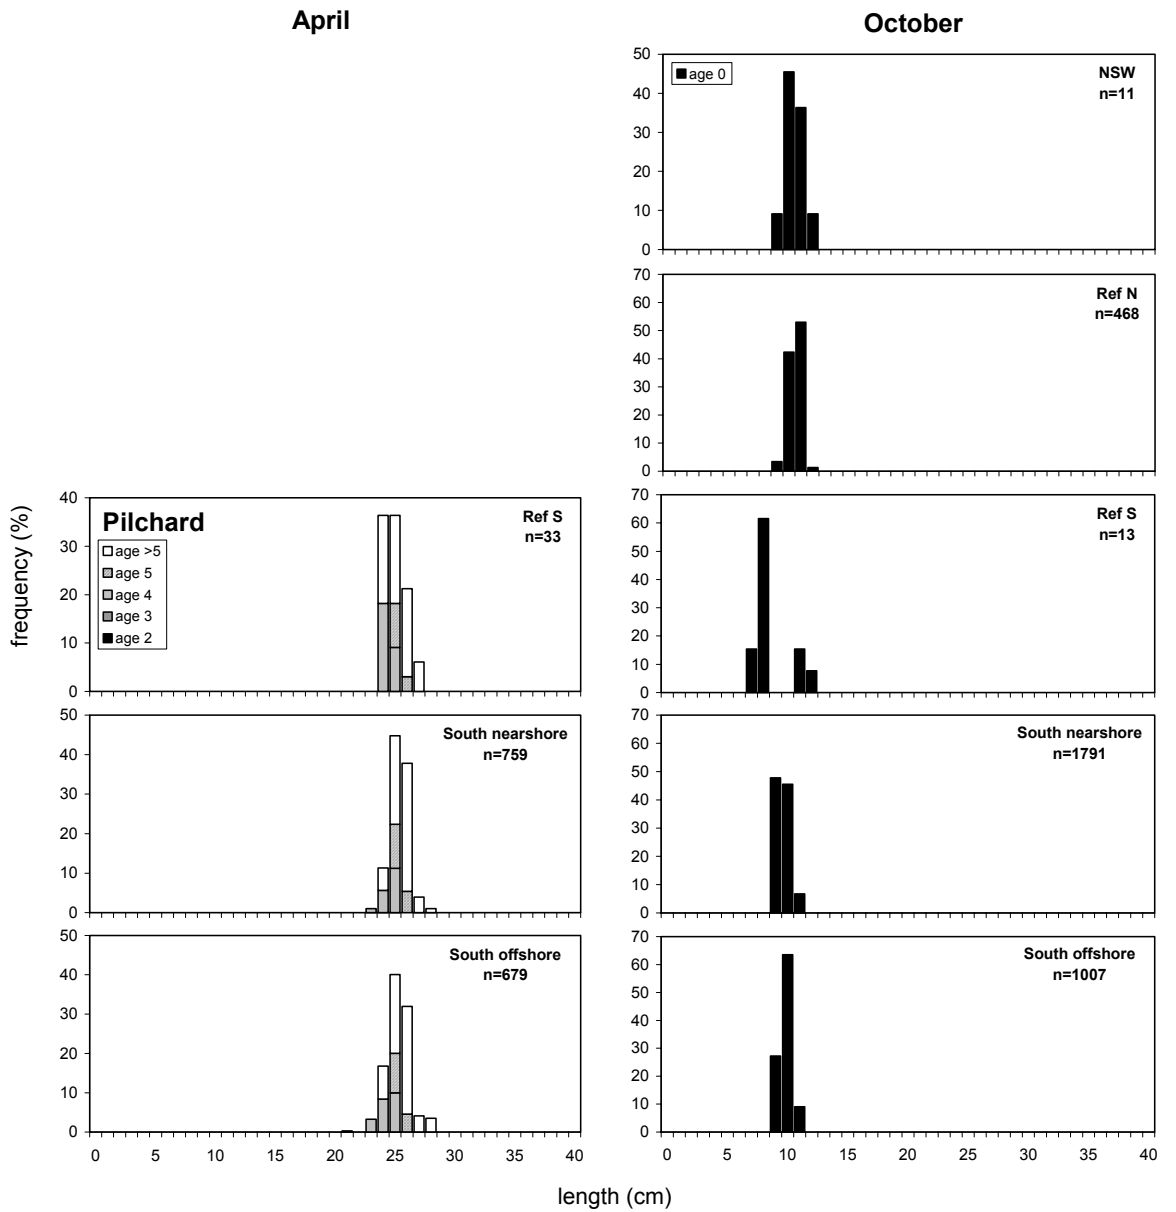 April
October
50
40
30
20
10
0
age 0
NSW
n=11
70
60
50
40
30
20
10
0
Ref N
n=468
frequency (%)
40
30
20
10
0
Pilchard
age >5
age 5
age 4
age 3
age 2
Ref S
n=33
70
60
50
40
30
20
10
0
Ref S
n=13
50
40
30
20
10
0
South nearshore
n=759
70
60
50
40
30
20
10
0
South nearshore
n=1791
50
40
30
20
10
0
South offshore
n=679
0 5 10 15 20 25 30 35 40
70
60
50
40
30
20
10
0
South offshore
n=1007
0 5 10 15 20 25 30 35 40
length (cm)